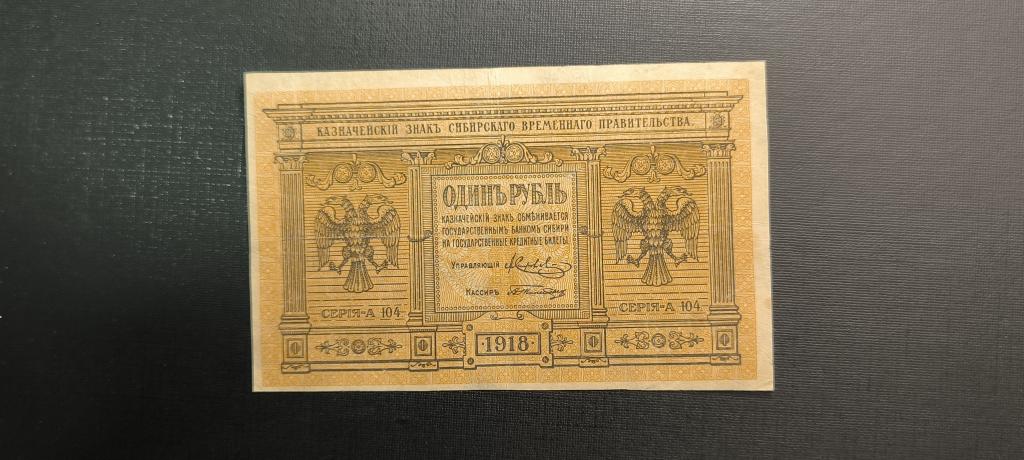 КАЗНАЧЕЙСКІЙ ЗНАКЪ СИБИРСКАГО ВРЕМЕННАГО ПРАВИТЕЛЬСТВА.
ОДИНЪ РУБЛЬ
КАЗНАЧЕЙСКІЙ ЗНАКЪ ОБМѢНИВАЕТСЯ
ГОСУДАРСТВЕННЫМЪ БАНКОМЪ СИБИРИ
НА ГОСУДАРСТВЕННЫЕ КРЕДИТНЫЕ БИЛЕТЫ.
УПРАВЛЯЮЩІЙ
КАССИРЪ
СЕРІЯ-А 104
СЕРІЯ-А 104
·1918·